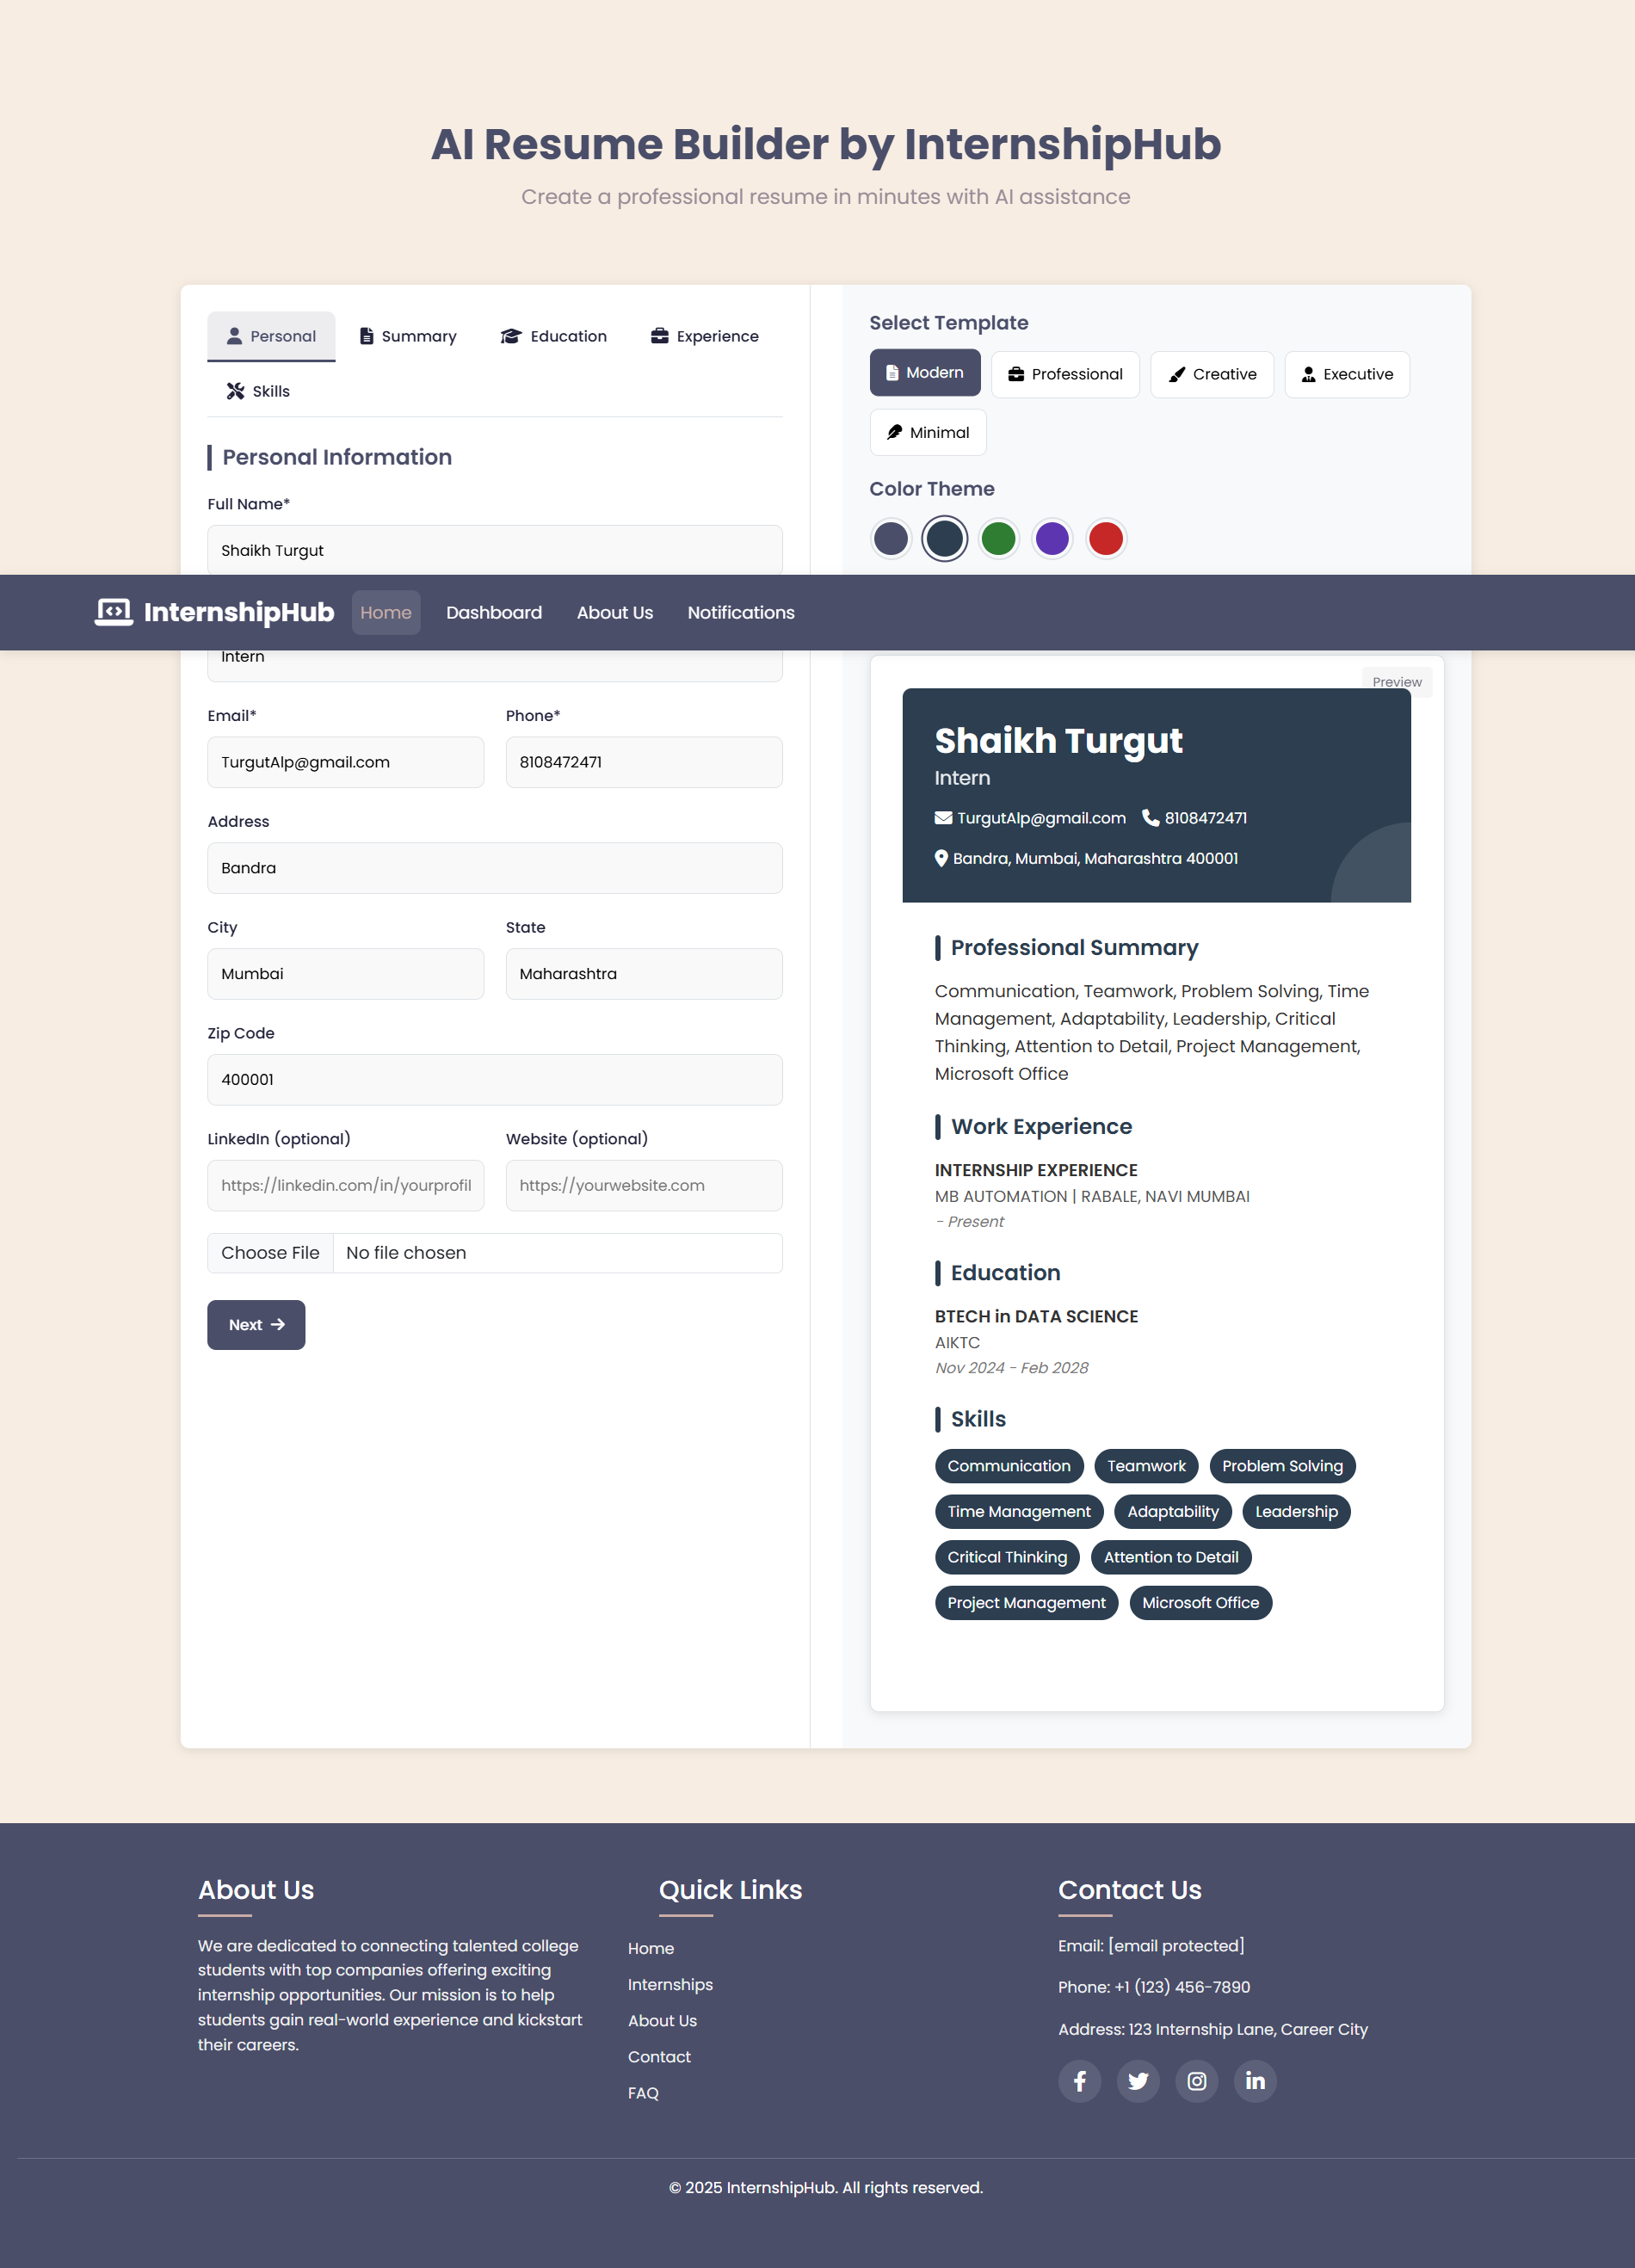 AI Resume Builder by InternshipHub
Create a professional resume in minutes with AI assistance
Personal
Summary
Education
Experience
Skills
Personal Information
Full Name*
Shaikh Turgut
Select Template
Modern
Professional
Creative
Executive
Minimal
Color Theme
InternshipHub
Home
Dashboard
About Us
Notifications
Intern
Email*
Phone*
TurgutAlp@gmail.com
8108472471
Address
Bandra
City
State
Mumbai
Maharashtra
Zip Code
400001
LinkedIn (optional)
Website (optional)
https://linkedin.com/in/yourprofil
https://yourwebsite.com
Choose File
No file chosen
Next
Preview
Shaikh Turgut
Intern
TurgutAlp@gmail.com 8108472471
Bandra, Mumbai, Maharashtra 400001
Professional Summary
Communication, Teamwork, Problem Solving, Time
Management, Adaptability, Leadership, Critical
Thinking, Attention to Detail, Project Management,
Microsoft Office
Work Experience
INTERNSHIP EXPERIENCE
MB AUTOMATION | RABALE, NAVI MUMBAI
- Present
Education
BTECH in DATA SCIENCE
AIKTC
Nov 2024 - Feb 2028
Skills
Communication
Teamwork
Problem Solving
Time Management
Adaptability
Leadership
Critical Thinking
Attention to Detail
Project Management
Microsoft Office
About Us
We are dedicated to connecting talented college
students with top companies offering exciting
internship opportunities. Our mission is to help
students gain real-world experience and kickstart
their careers.
Quick Links
Home
Internships
About Us
Contact
FAQ
Contact Us
Email: [email protected]
Phone: +1 (123) 456-7890
Address: 123 Internship Lane, Career City
© 2025 InternshipHub. All rights reserved.